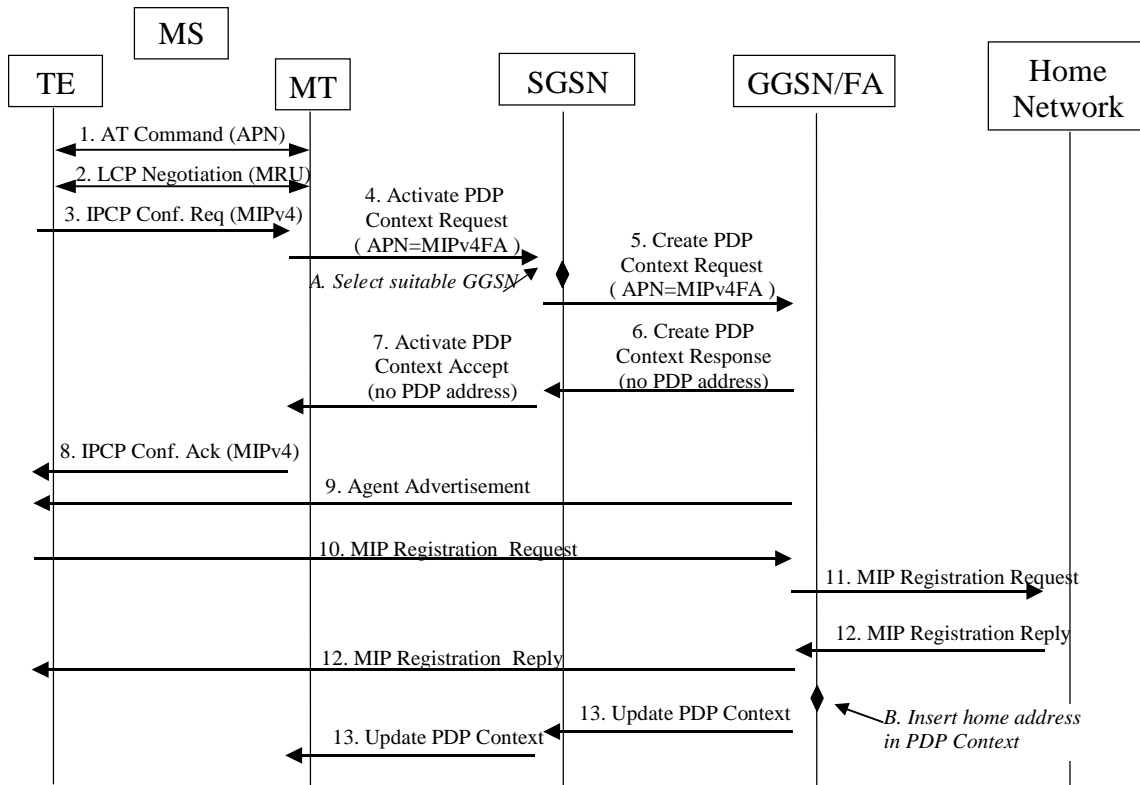 MS
TE
MT
SGSN
GGSN/FA
Home
Network
1. AT Command (APN)
2. LCP Negotiation (MRU)
3. IPCP Conf. Req (MIPv4)
4. Activate PDP
Context Request
( APN=MIPv4FA )
A. Select suitable GGSN
5. Create PDP
Context Request
( APN=MIPv4FA )
6. Create PDP
Context Response
(no PDP address)
7. Activate PDP
Context Accept
(no PDP address)
8. IPCP Conf. Ack (MIPv4)
9. Agent Advertisement
10. MIP Registration Request
11. MIP Registration Request
12. MIP Registration Reply
12. MIP Registration Reply
13. Update PDP Context
B. Insert home address
in PDP Context
13. Update PDP Context